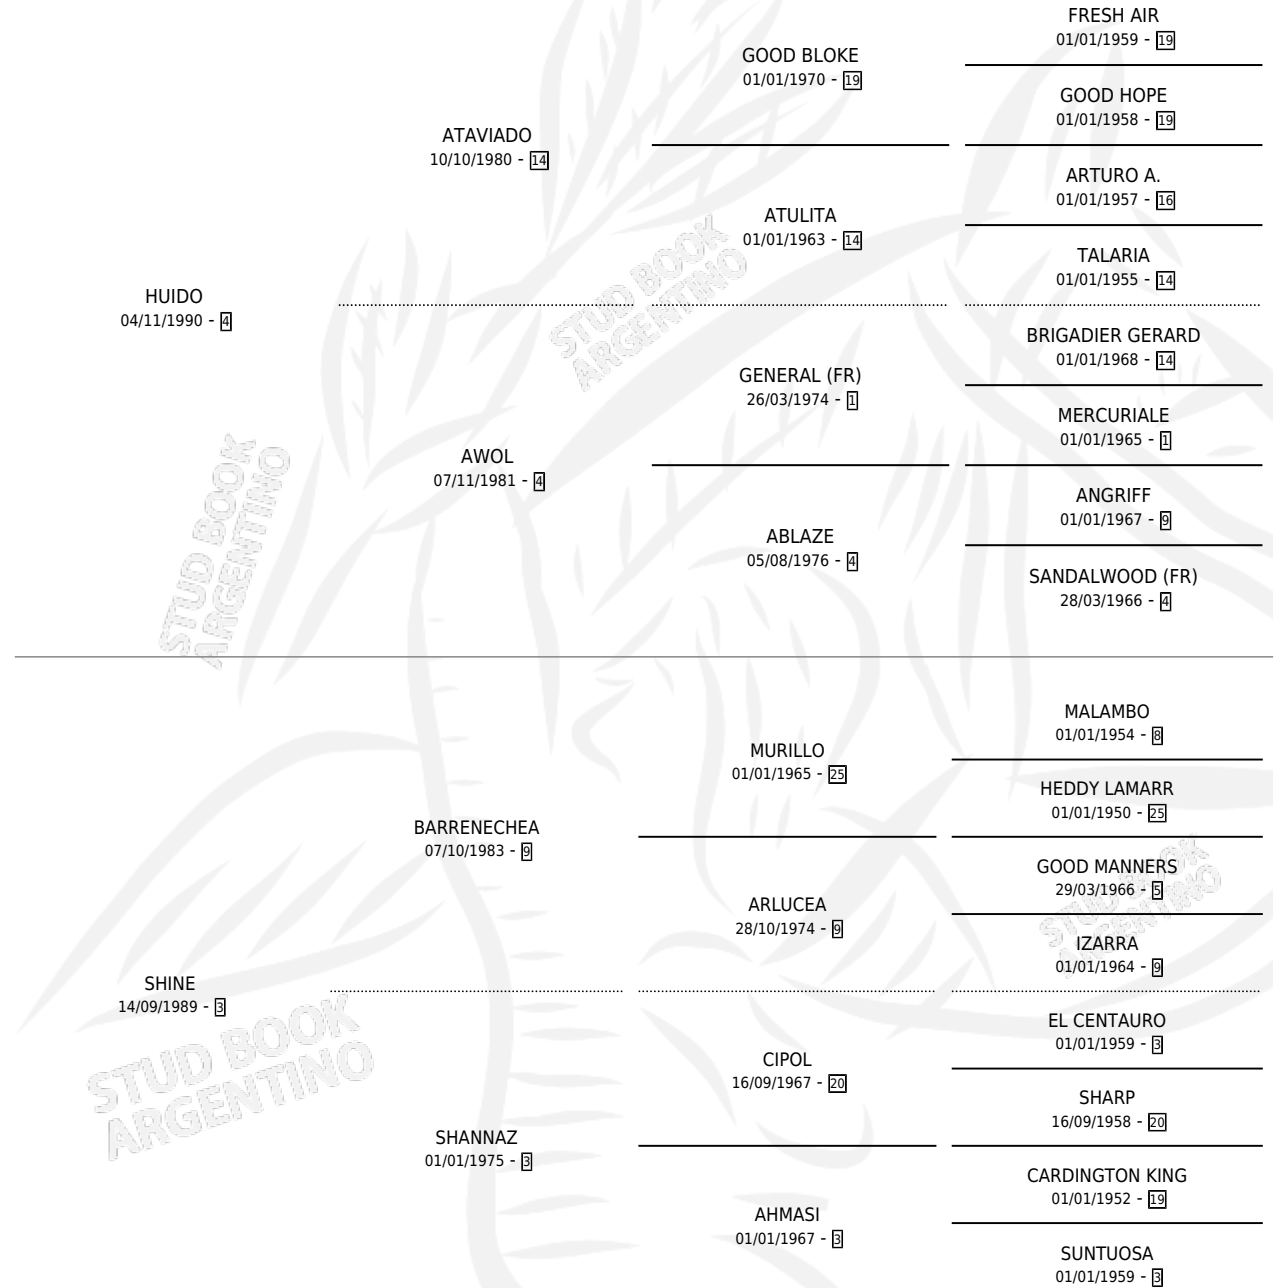 FRESH AIR
01/01/1959 - 19
GOOD BLOKE
01/01/1970 - 19
GOOD HOPE
01/01/1958 - 19
ATAVIADO
10/10/1980 - 14
ARTURO A.
01/01/1957 - 16
ATULITA
01/01/1963 - 14
TALARIA
01/01/1955 - 14
HUIDO
04/11/1990 - 4
BRIGADIER GERARD
01/01/1968 - 14
GENERAL (FR)
26/03/1974 - 1
MERCURIALE
01/01/1965 - 1
AWOL
07/11/1981 - 4
ANGRIFF
01/01/1967 - 9
ABLAZE
05/08/1976 - 4
SANDALWOOD (FR)
28/03/1966 - 4
STUD BOOK
ARGENTINO
STUD BOOK
ARGENTINO
MALAMBO
01/01/1954 - 8
MURILLO
01/01/1965 - 25
HEDDY LAMARR
01/01/1950 - 25
BARRENECHEA
07/10/1983 - 9
GOOD MANNERS
29/03/1966 - 5
ARLUCEA
28/10/1974 - 9
IZARRA
01/01/1964 - 9
STUD BOOK
ARGENTINO
SHINE
14/09/1989 - 3
EL CENTAURO
01/01/1959 - 3
CIPOL
16/09/1967 - 20
SHARP
16/09/1958 - 20
SHANNAZ
01/01/1975 - 3
CARDINGTON KING
01/01/1952 - 19
AHMASI
01/01/1967 - 3
SUNTUOSA
01/01/1959 - 3
STUD BOOK
ARGENTINO